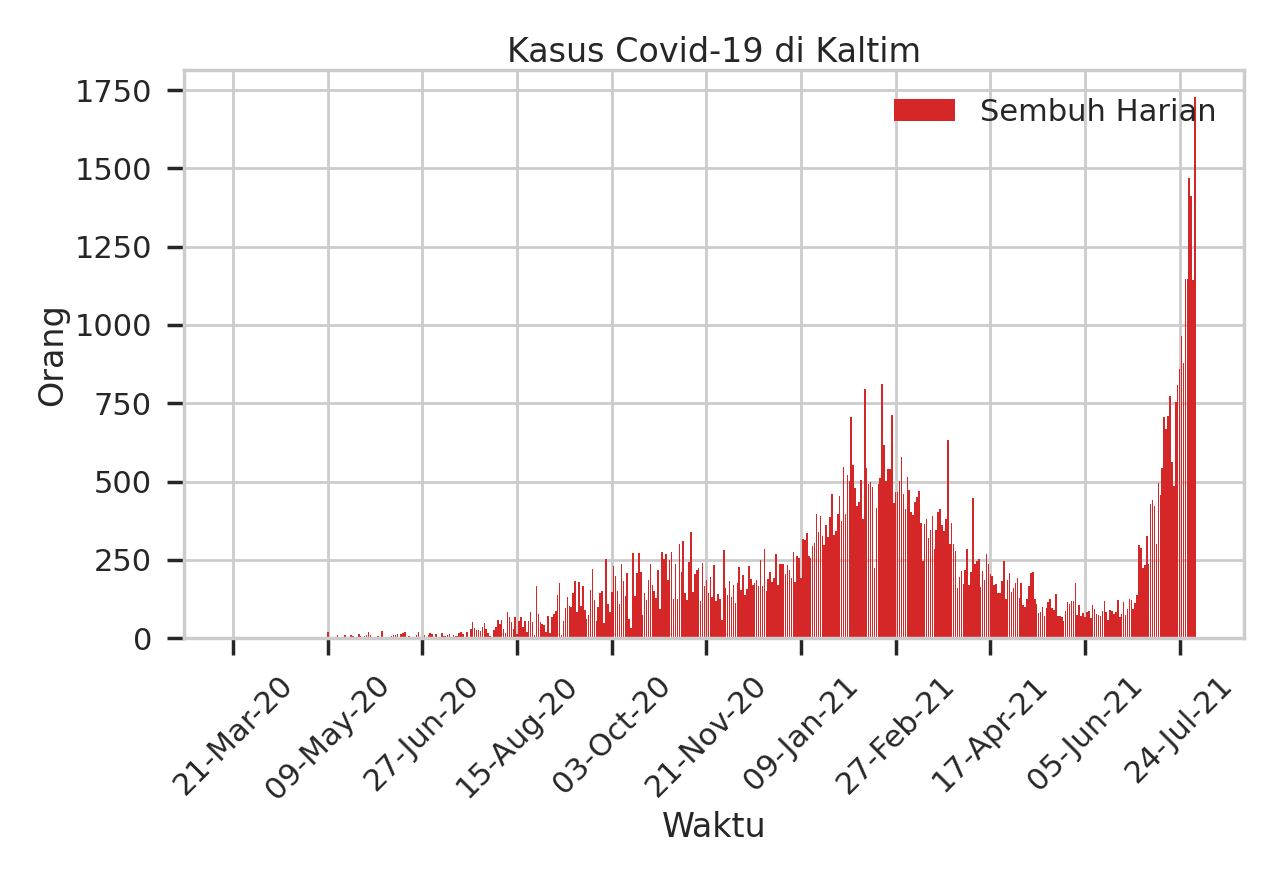 Kasus Covid-19 di Kaltim
Sembuh Harian
Orang
1750
1500
1250
1000
750
500
250
0
21-Mar-20
09-May-20
27-Jun-20
15-Aug-20
03-Oct-20
21-Nov-20
09-Jan-21
27-Feb-21
17-Apr-21
05-Jun-21
24-Jul-21
Waktu